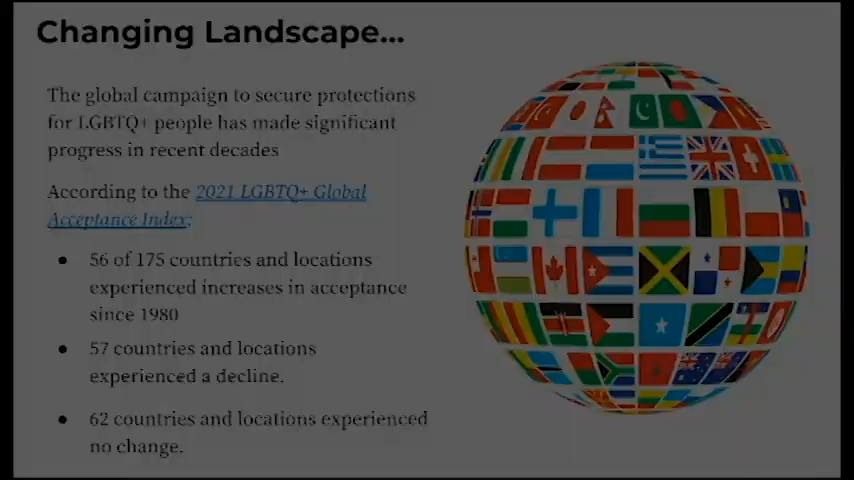 Changing Landscape...
The global campaign to secure protections
for LGBTQ+ people has made significant
progress in recent decades
According to the 2021 LGBTQ+ Global
Acceptance Index:
● 56 of 175 countries and locations
experienced increases in acceptance
since 1980
● 57 countries and locations
experienced a decline.
● 62 countries and locations experienced
no change.